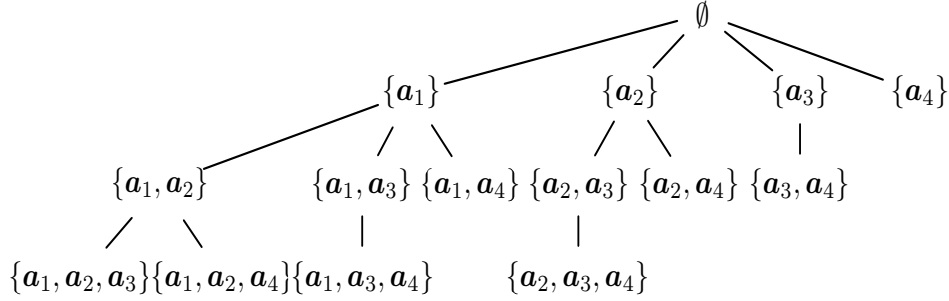 ∅
{a₁} {a₂} {a₃} {a₄}
{a₁, a₂} {a₁, a₃} {a₁, a₄} {a₂, a₃} {a₂, a₄} {a₃, a₄}
{a₁, a₂, a₃} {a₁, a₂, a₄} {a₁, a₃, a₄} {a₂, a₃, a₄}